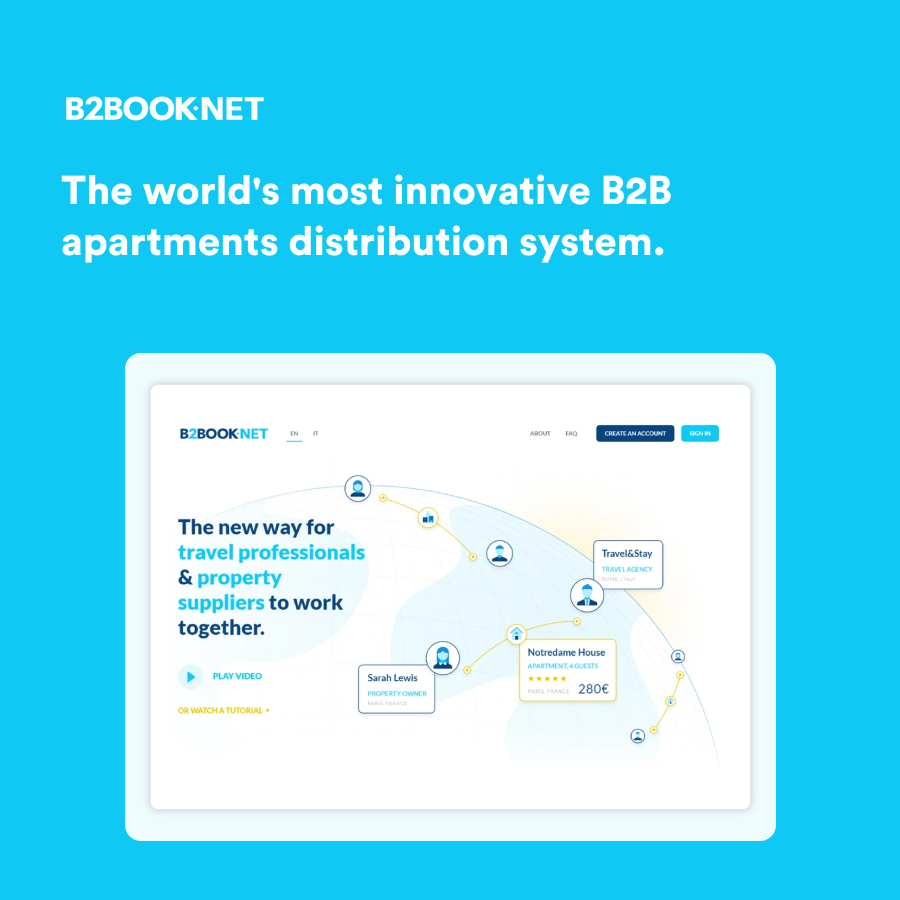 B2BOOK·NET
The world's most innovative B2B
apartments distribution system.
B2BOOK·NET
EN IT
ABOUT FAQ CREATE AN ACCOUNT SIGN IN
The new way for
travel professionals
& property
suppliers to work
together.
PLAY VIDEO
OR WATCH A TUTORIAL
Travel&Stay
TRAVEL AGENCY
ROME, ITALY
Notredame House
APARTMENT, 4 GUESTS
★★★★★
PARIS, FRANCE 280€
Sarah Lewis
PROPERTY OWNER
PARIS, FRANCE